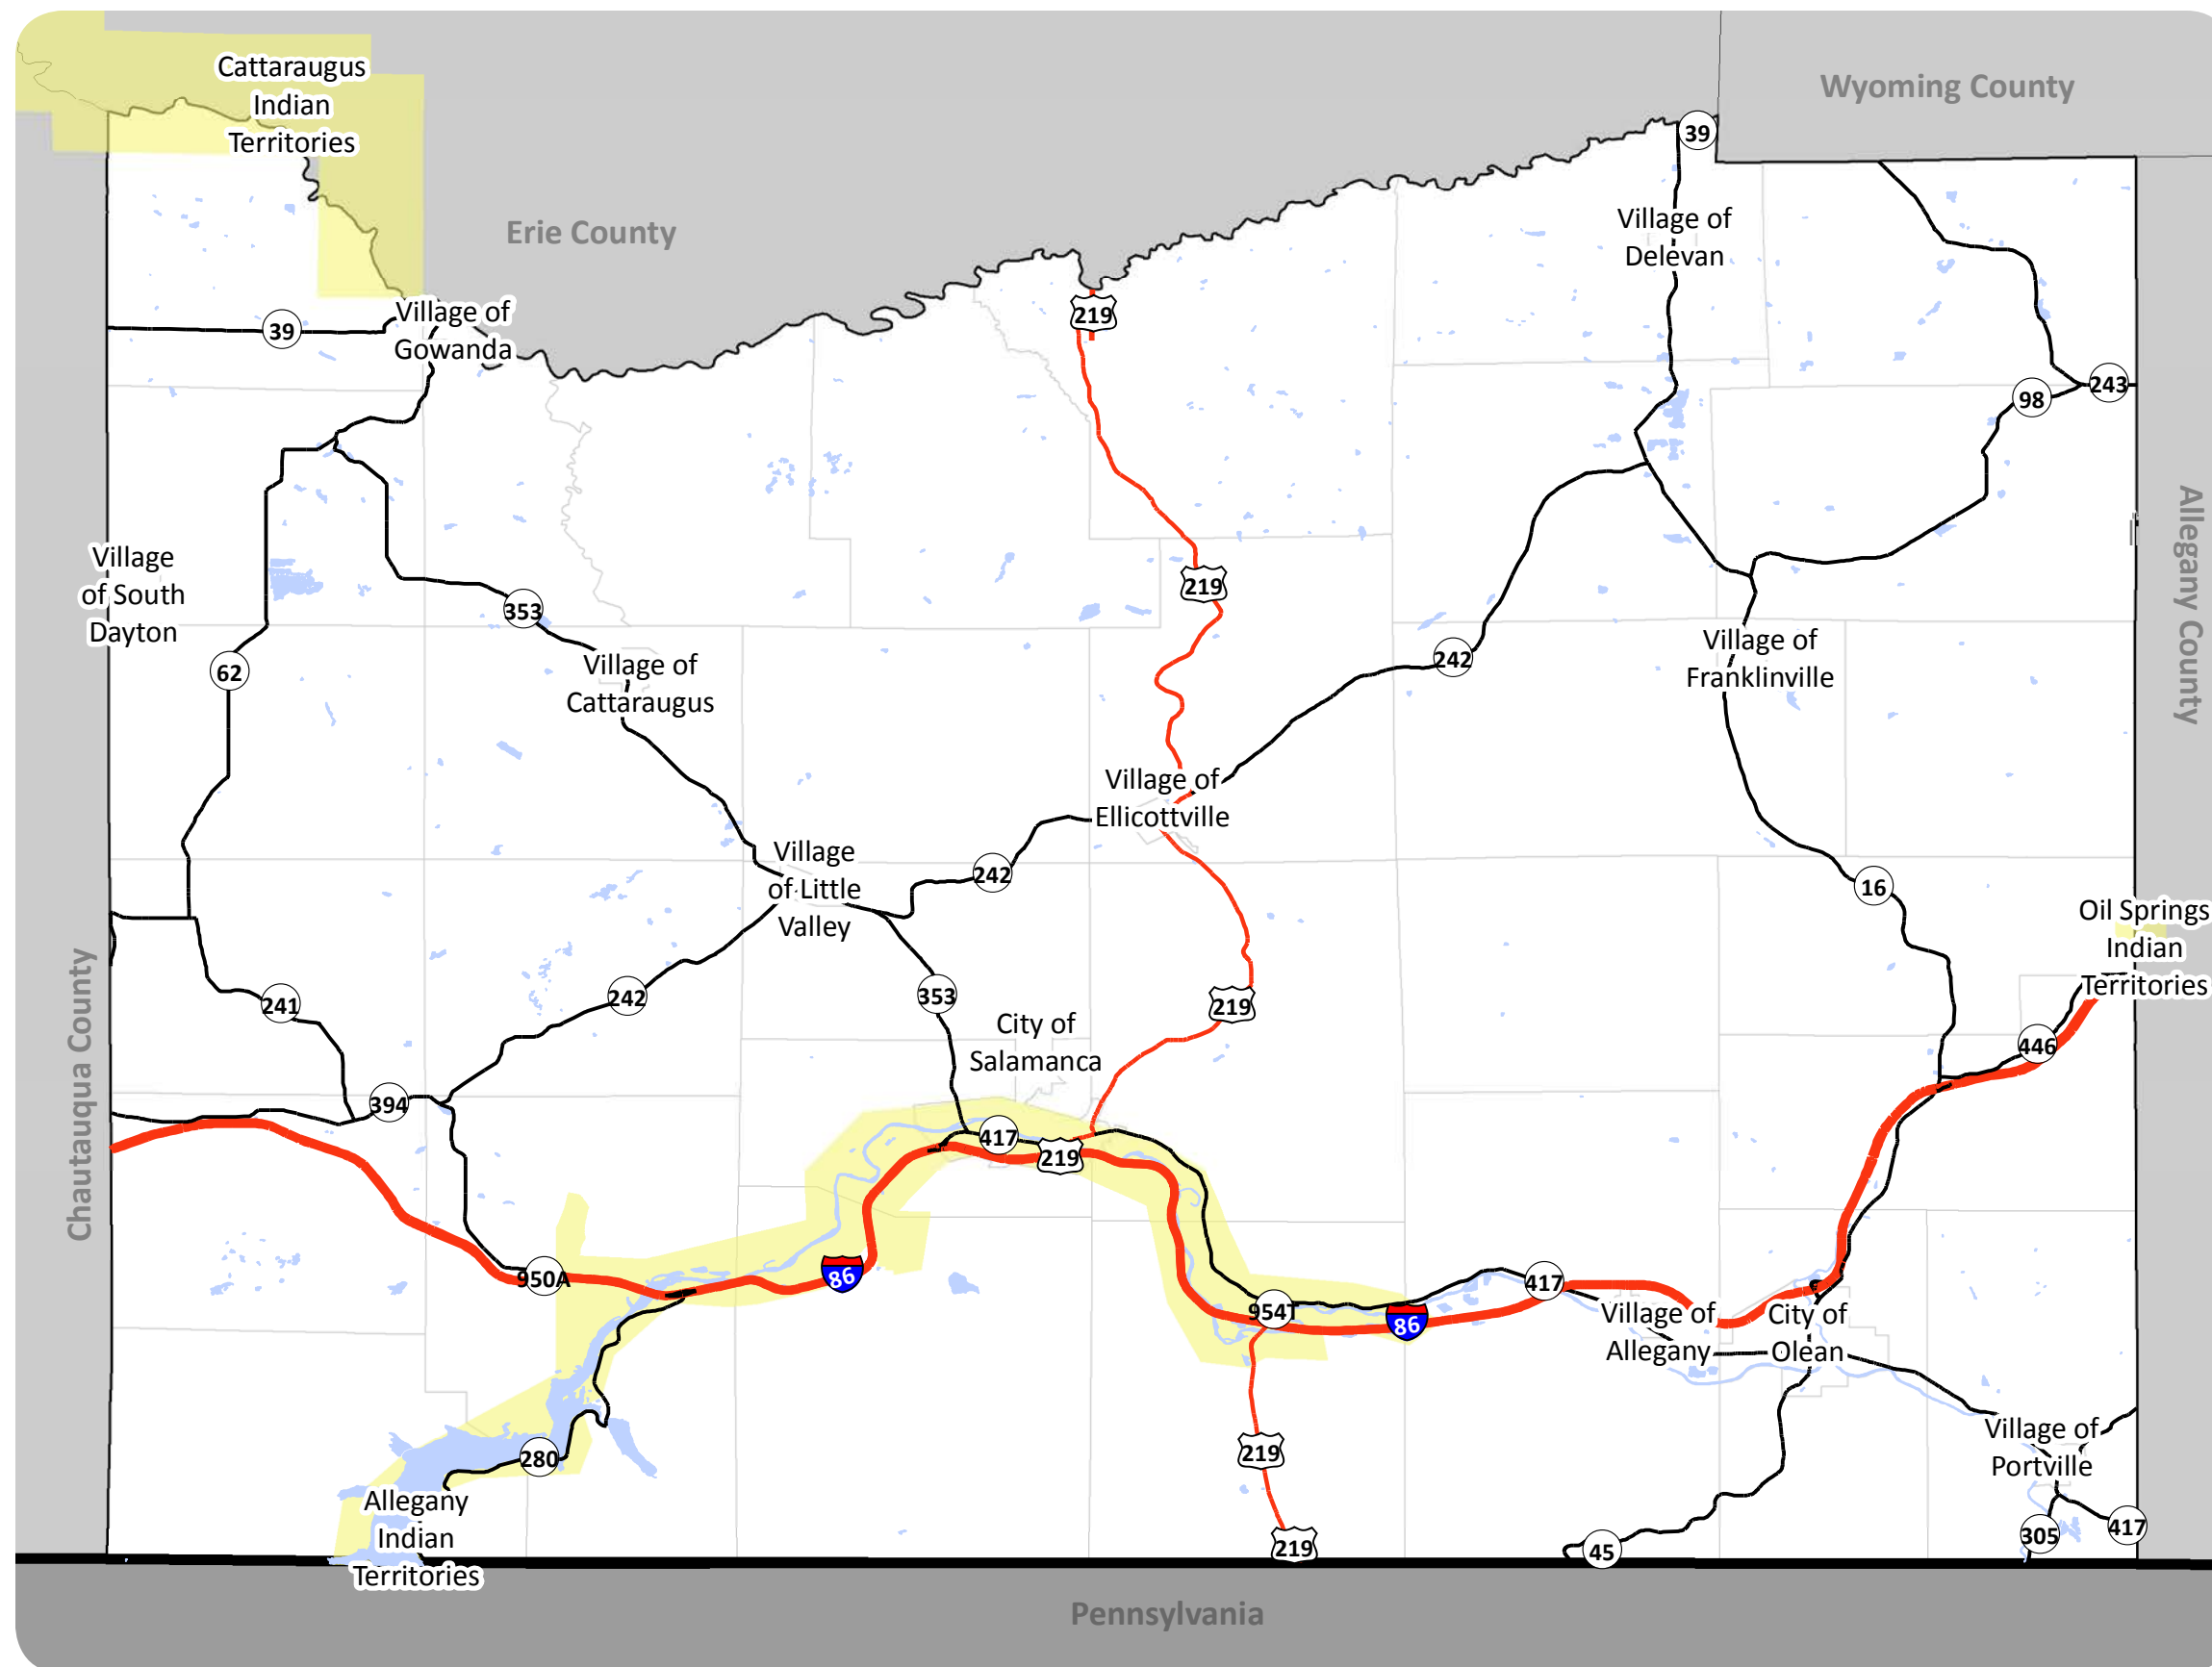 Cattaraugus
Indian
Territories
Wyoming County
39
Erie County
Village of
Delevan
219
Village of
Gowanda
39
243
98
Village
of South
Dayton
219
353
Allegany County
62
Village of
Cattaraugus
242
Village of
Franklinville
Village of
Ellicottville
Village
of Little
Valley
242
16
Oil Springs
Indian
Territories
Chautauqua County
241
242
353
219
City of
Salamanca
446
394
417
219
950A
86
417
954T
86
Village of
Allegany
City of
Olean
280
219
Village of
Portville
Allegany
Indian
Territories
219
45
305
417
Pennsylvania